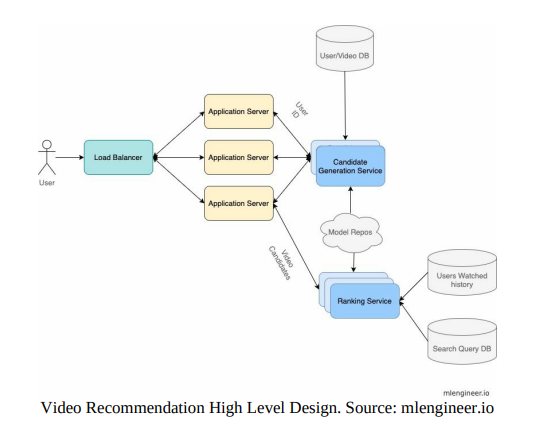 User/Video DB
Application Server
User
ID
Load Balancer
Application Server
Candidate
Generation Service
User
Application Server
Model Repos
Video
Candidates
Users Watched
history
Ranking Service
Search Query DB
mlengineer.io
Video Recommendation High Level Design. Source: mlengineer.io